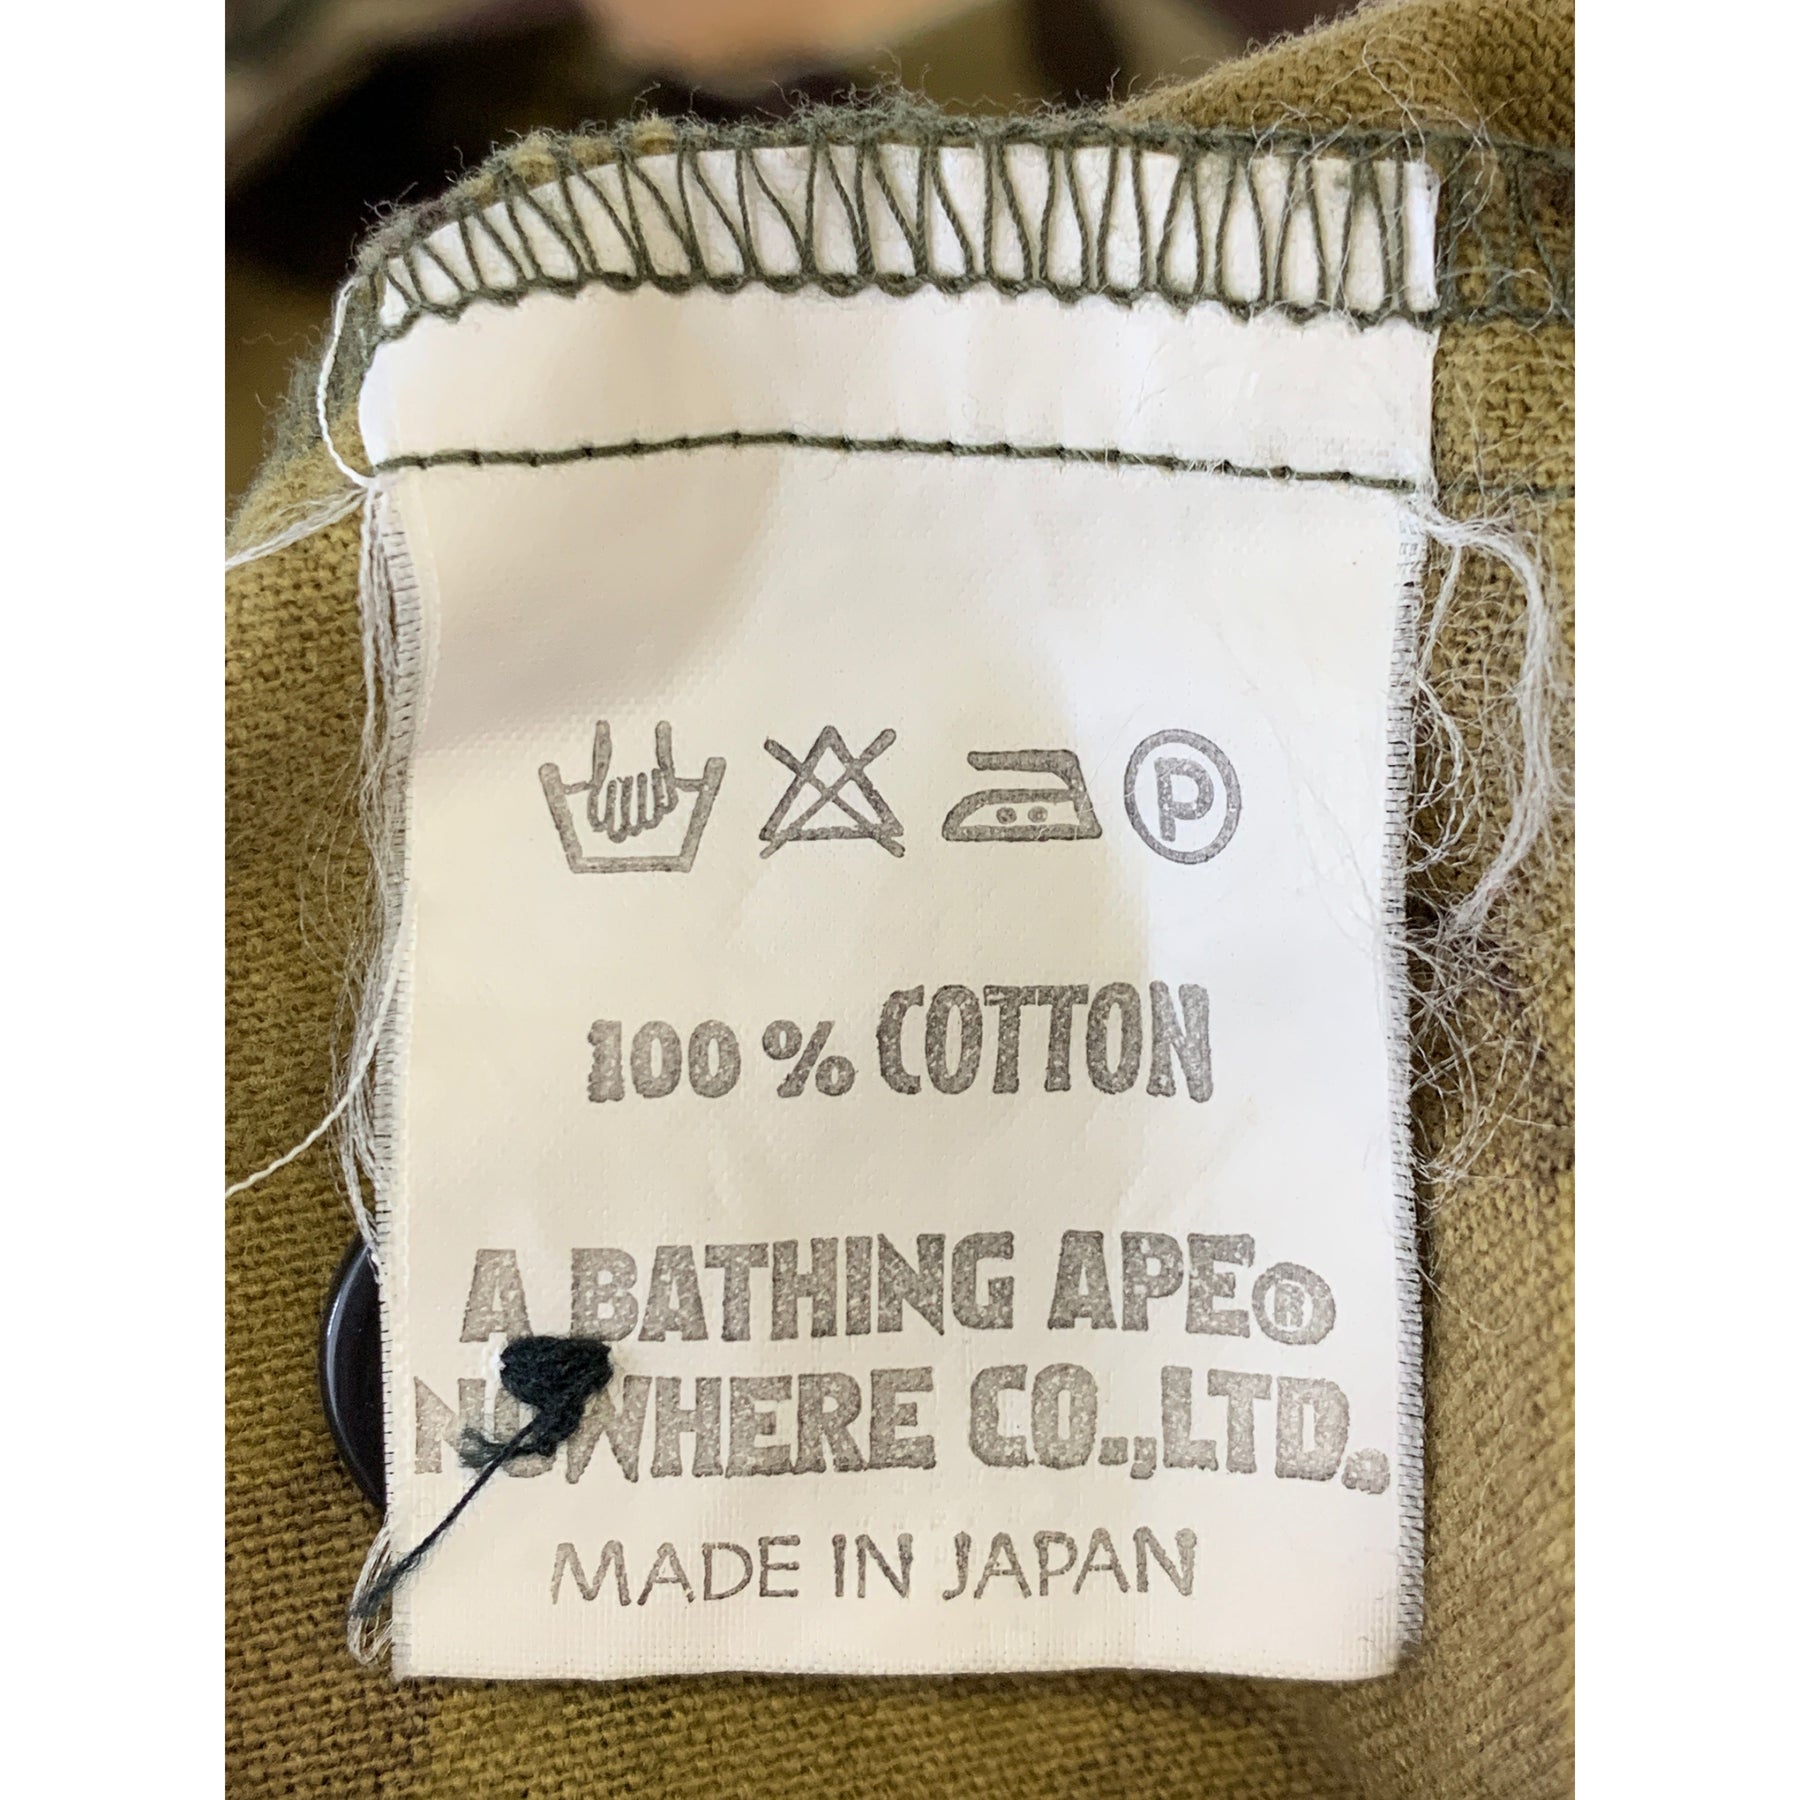 P
100% COTTON
A BATHING APE®
NOWHERE CO.,LTD.
MADE IN JAPAN